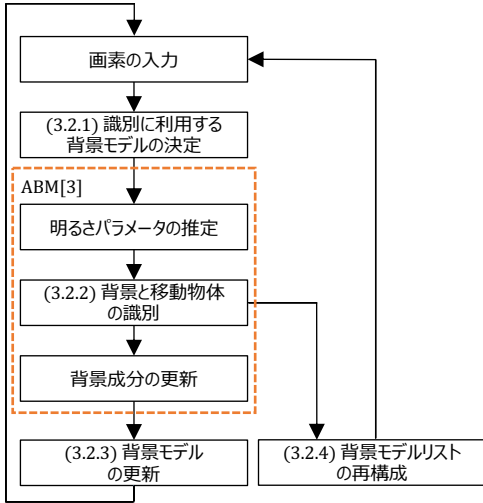 画素の入力
(3.2.1) 識別に利用する
背景モデルの決定
ABM[3]
明るさパラメータの推定
(3.2.2) 背景と移動物体
の識別
背景成分の更新
(3.2.3) 背景モデル
の更新
(3.2.4) 背景モデルリスト
の再構成